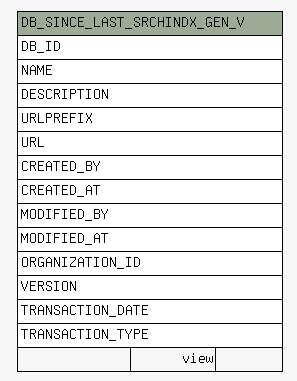 DB_SINCE_LAST_SRCHINDX_GEN_V
DB_ID
NAME
DESCRIPTION
URLPREFIX
URL
CREATED_BY
CREATED_AT
MODIFIED_BY
MODIFIED_AT
ORGANIZATION_ID
VERSION
TRANSACTION_DATE
TRANSACTION_TYPE
view